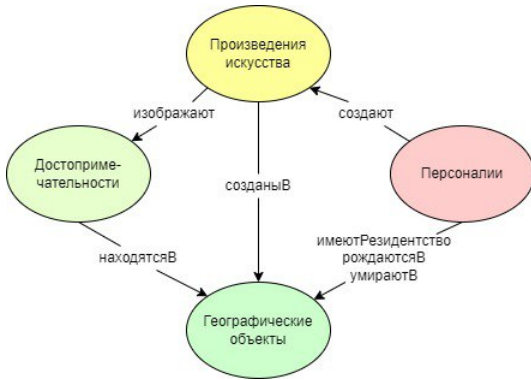 Произведения
искусства
изображают
создают
Достоприме-
чательности
созданыВ
Персоналии
имеютРезидентство
рождаютсяВ
умираютВ
находятсяВ
Географические
объекты